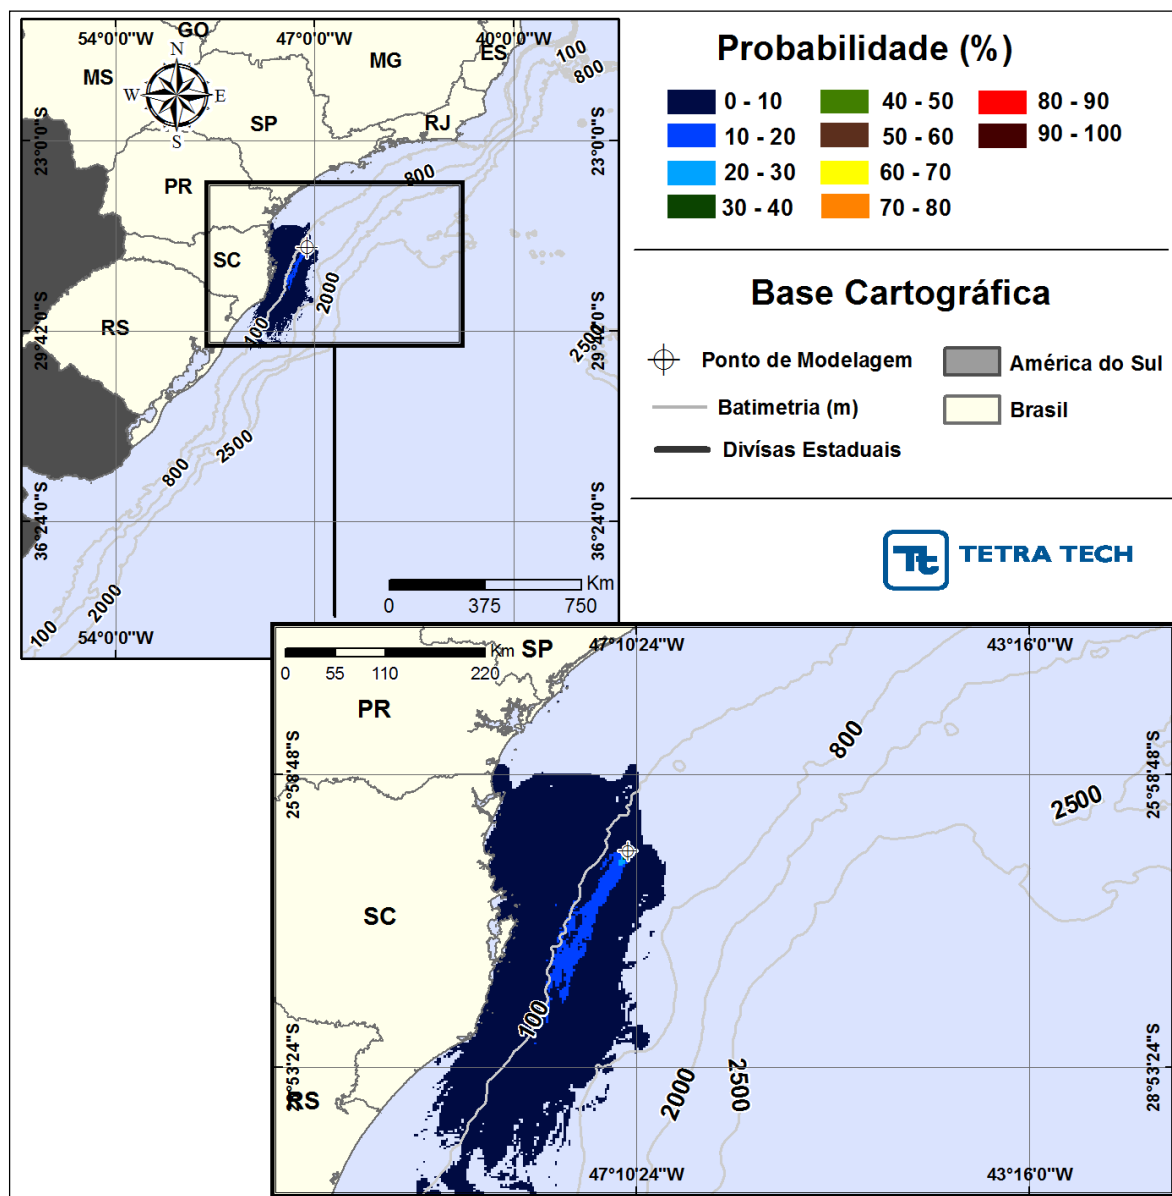 54°0'0"W
47°0'0"W
40°0'0"W
GO
MS
N
W
E
S
MG
ES
100
800
SP
RJ
23°0'0"S
23°0'0"S
PR
800
SC
2000
RS
100
29°42'0"S
29°42'0"S
2500
2500
800
36°24'0"S
36°24'0"S
2000
100
54°0'0"W
Km
0 375 750
Probabilidade (%)
0 - 10 40 - 50 80 - 90
10 - 20 50 - 60 90 - 100
20 - 30 60 - 70
30 - 40 70 - 80
Base Cartográfica
Ponto de Modelagem América do Sul
Batimetria (m) Brasil
Divísas Estaduais
Tt TETRA TECH
47°10'24"W
43°16'0"W
Km
0 55 110 220
SP
PR
800
25°58'48"S
25°58'48"S
2500
SC
100
28°53'24"S
28°53'24"S
2000
2500
RS
47°10'24"W
43°16'0"W